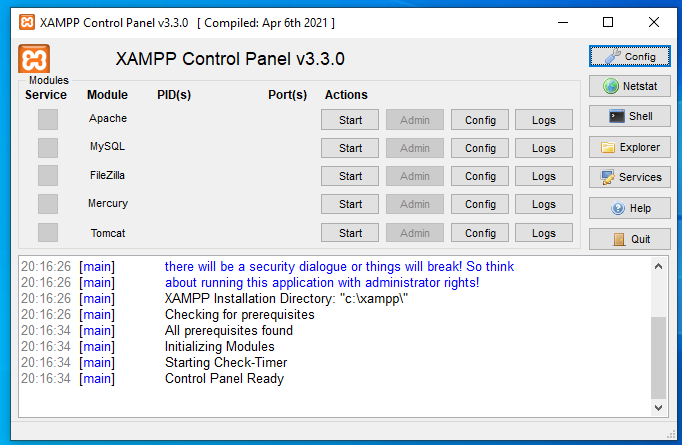 XAMPP Control Panel v3.3.0 [ Compiled: Apr 6th 2021 ]
XAMPP Control Panel v3.3.0
Config
Modules
Service Module PID(s) Port(s) Actions
Netstat
Apache Start Admin Config Logs
Shell
MySQL Start Admin Config Logs
Explorer
FileZilla Start Admin Config Logs
Services
Mercury Start Admin Config Logs
Help
Tomcat Start Admin Config Logs
Quit
20:16:26 [main] there will be a security dialogue or things will break! So think
20:16:26 [main] about running this application with administrator rights!
20:16:26 [main] XAMPP Installation Directory: "c:\xampp\"
20:16:26 [main] Checking for prerequisites
20:16:34 [main] All prerequisites found
20:16:34 [main] Initializing Modules
20:16:34 [main] Starting Check-Timer
20:16:34 [main] Control Panel Ready